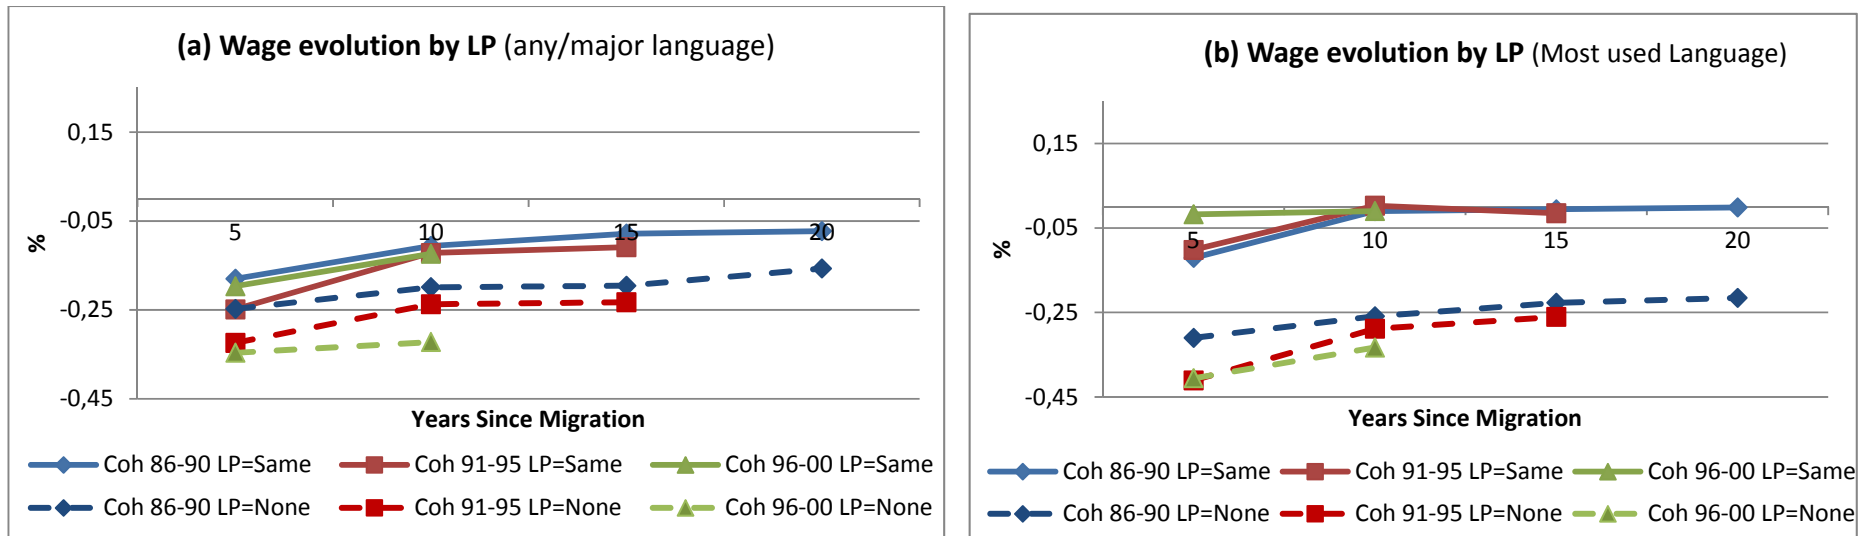 (a) Wage evolution by LP (any/major language)
0,15
-0,05
-0,25
-0,45
%
5 10 15 20
Years Since Migration
Coh 86-90 LP=Same Coh 91-95 LP=Same Coh 96-00 LP=Same
Coh 86-90 LP=None Coh 91-95 LP=None Coh 96-00 LP=None
(b) Wage evolution by LP (Most used Language)
0,15
-0,05
-0,25
-0,45
%
5 10 15 20
Years Since Migration
Coh 86-90 LP=Same Coh 91-95 LP=Same Coh 96-00 LP=Same
Coh 86-90 LP=None Coh 91-95 LP=None Coh 96-00 LP=None